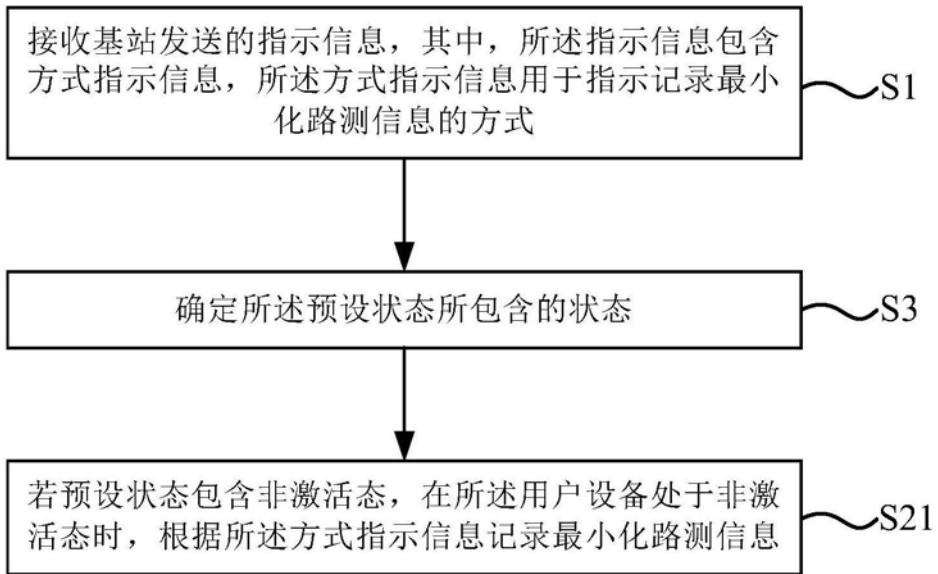 接收基站发送的指示信息，其中，所述指示信息包含
方式指示信息，所述方式指示信息用于指示记录最小
化路测信息的方式
S1
确定所述预设状态所包含的状态
S3
若预设状态包含非激活态，在所述用户设备处于非激
活态时，根据所述方式指示信息记录最小化路测信息
S21